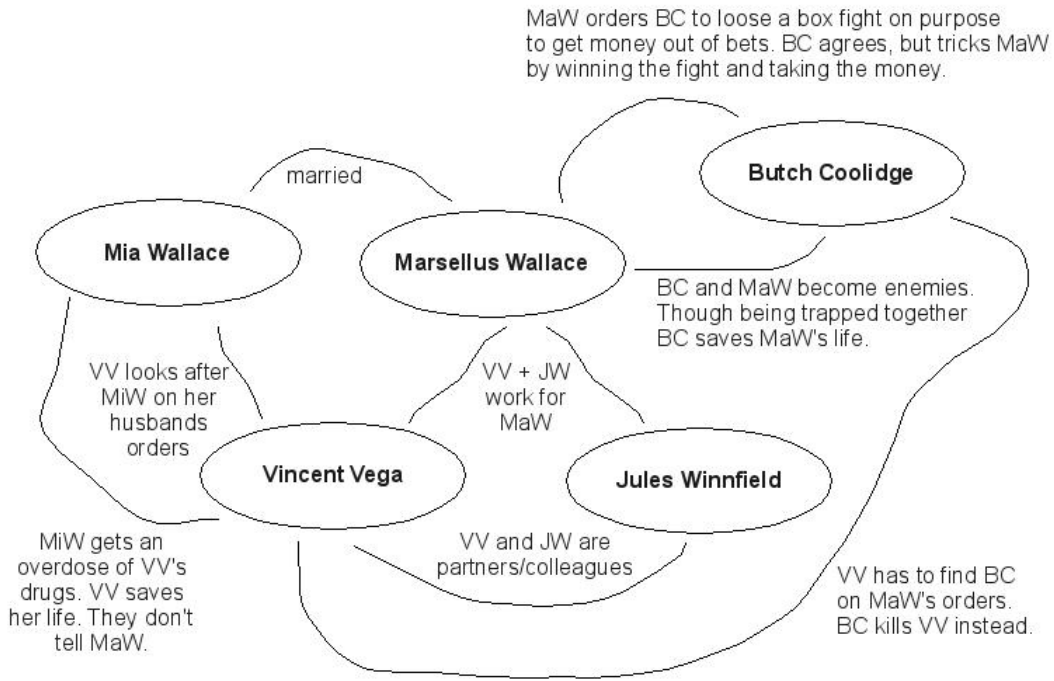 MaW orders BC to loose a box fight on purpose
to get money out of bets. BC agrees, but tricks MaW
by winning the fight and taking the money.
married
Butch Coolidge
Mia Wallace
Marsellus Wallace
BC and MaW become enemies.
Though being trapped together
BC saves MaW's life.
VV looks after
MiW on her
husbands
orders
VV + JW
work for
MaW
Vincent Vega
Jules Winnfield
MiW gets an
overdose of VV's
drugs. VV saves
her life. They don't
tell MaW.
VV and JW are
partners/colleagues
VV has to find BC
on MaW's orders.
BC kills VV instead.